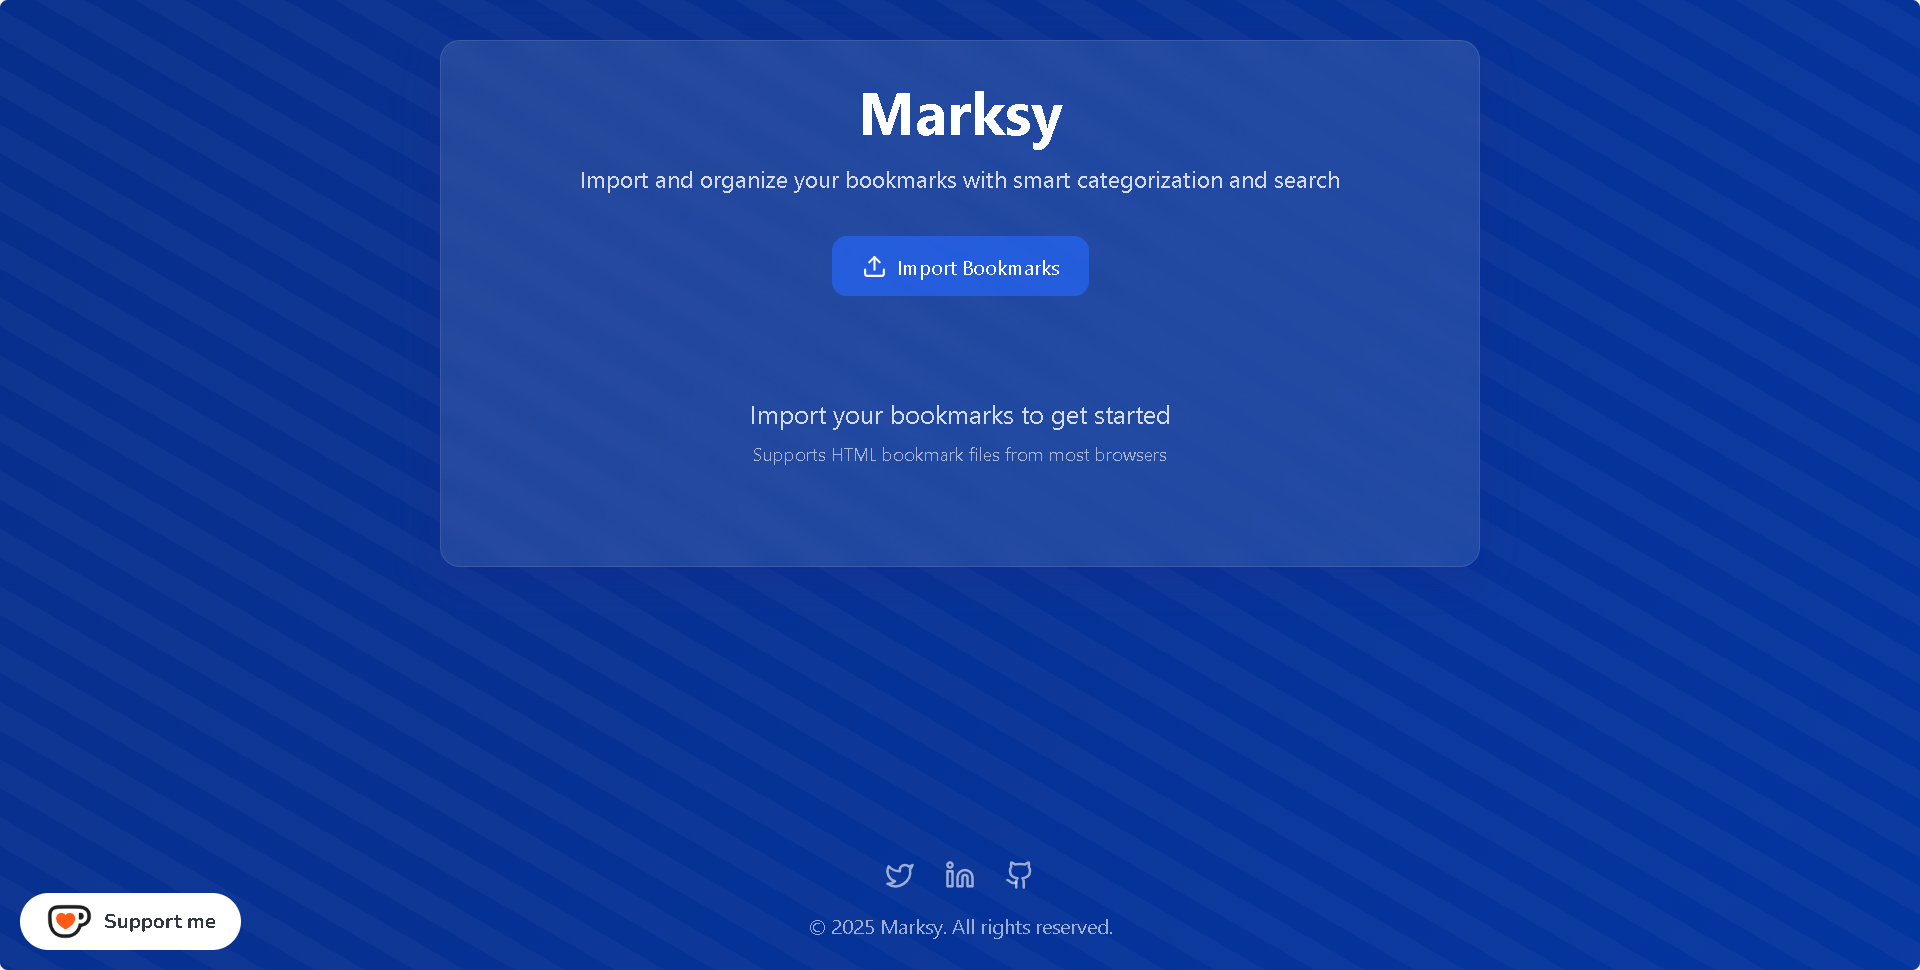 Marksy
Import and organize your bookmarks with smart categorization and search
Import Bookmarks
Import your bookmarks to get started
Supports HTML bookmark files from most browsers
Support me
© 2025 Marksy. All rights reserved.